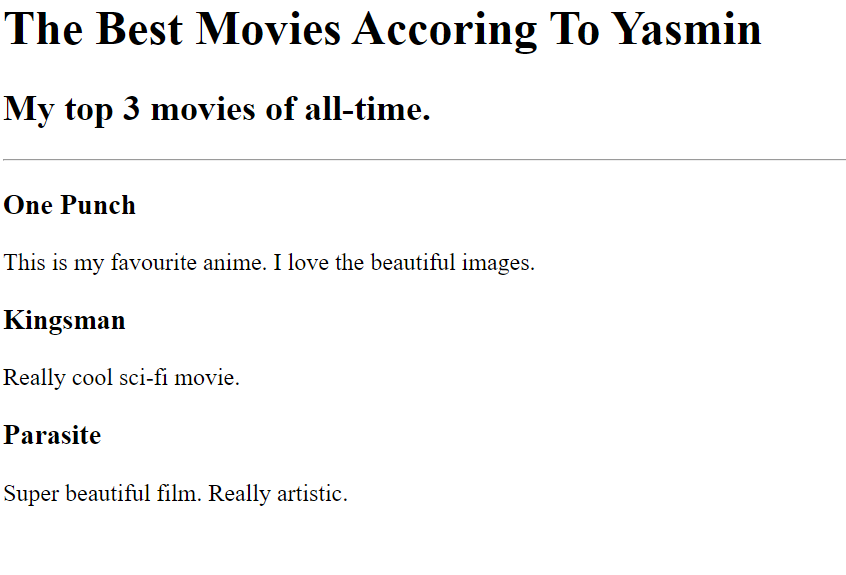 The Best Movies Accoring To Yasmin
My top 3 movies of all-time.
One Punch
This is my favourite anime. I love the beautiful images.
Kingsman
Really cool sci-fi movie.
Parasite
Super beautiful film. Really artistic.